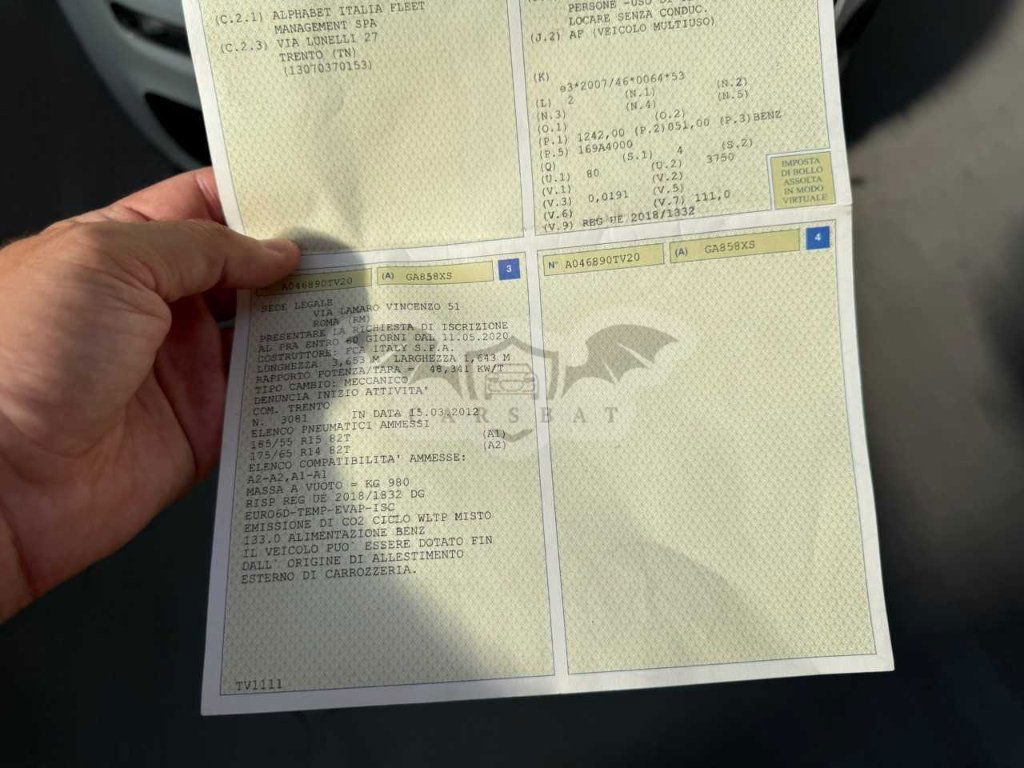 (C.2.1) ALPHABET ITALIA FLEET
MANAGEMENT SPA
(C.2.3) VIA LUNELLI 27
TRENTO (TN)
(13070370153)
PERSONE -USO DI
LOCARE SENZA CONDUC.
(J.2) AF (VEICOLO MULTIUSO)
(K)
e3*2007/46*0064*53
(L) 2 (N.1) (N.2)
(N.3) (N.4) (N.5)
(O.1) (O.2)
(P.1) 1242,00 (P.2)051,00 (P.3)BENZ
(P.5) 169A4000
(Q) (S.1) 4 (S.2)
(U.1) 80 (U.2) 3750
(V.1) (V.2)
(V.3) 0,0191 (V.5)
(V.6) (V.7) 111,0
(V.9) REG UE 2018/1332
IMPOSTA
DI BOLLO
ASSOLTA
IN MODO
VIRTUALE
A046890TV20 (A) GA858XS 3
SEDE LEGALE
VIA LAMARO VINCENZO 51
ROMA (RM)
PRESENTARE LA RICHIESTA DI ISCRIZIONE
AL PRA ENTRO 60 GIORNI DAL 11.05.2020
COSTRUTTORE: FCA ITALY S.P.A.
LUNGHEZZA 3,653 M LARGHEZZA 1,643 M
RAPPORTO POTENZA/TARA = 48,341 KW/T
TIPO CAMBIO: MECCANICO
DENUNCIA INIZIO ATTIVITA'
COM. TRENTO
N. 3081 IN DATA 15.03.2012
ELENCO PNEUMATICI AMMESSI
185/55 R15 82T (A1)
175/65 R14 82T (A2)
ELENCO COMPATIBILITA' AMMESSE:
A2-A2,A1-A1
MASSA A VUOTO = KG 980
RISP REG UE 2018/1832 DG
EURO6D-TEMP-EVAP-ISC
EMISSIONE DI CO2 CICLO WLTP MISTO
133.0 ALIMENTAZIONE BENZ
IL VEICOLO PUO' ESSERE DOTATO FIN
DALL' ORIGINE DI ALLESTIMENTO
ESTERNO DI CARROZZERIA.
TV1111
N° A046890TV20 (A) GA858XS 4
CARSBAT